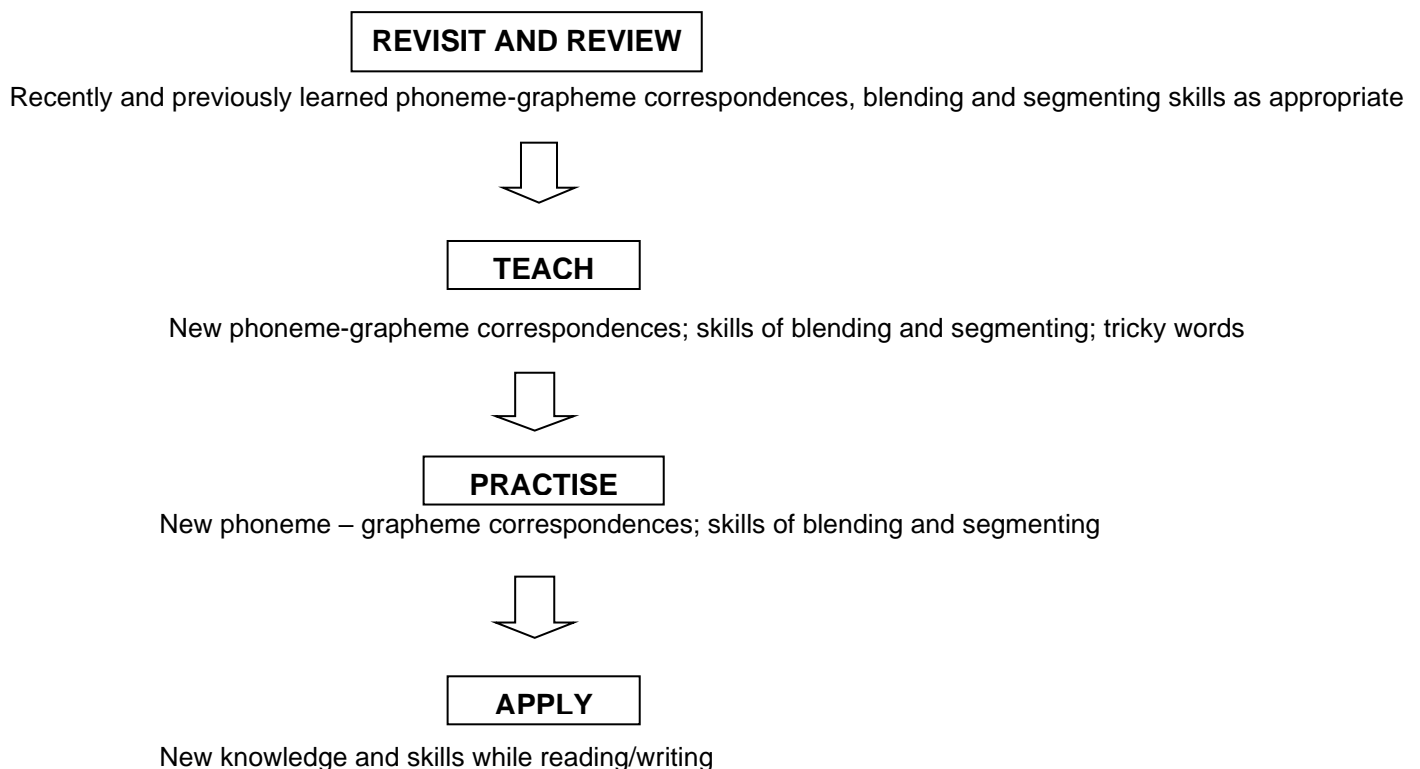 REVISIT AND REVIEW
Recently and previously learned phoneme-grapheme correspondences, blending and segmenting skills as appropriate
TEACH
New phoneme-grapheme correspondences; skills of blending and segmenting; tricky words
PRACTISE
New phoneme – grapheme correspondences; skills of blending and segmenting
APPLY
New knowledge and skills while reading/writing